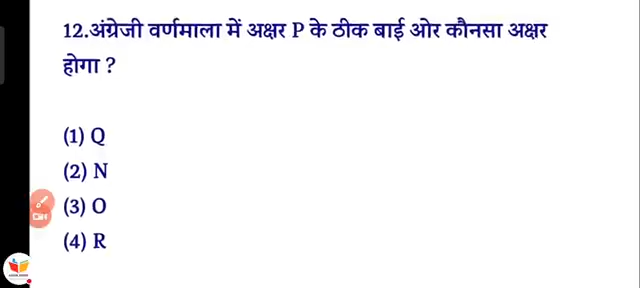 12.अंग्रेजी वर्णमाला में अक्षर P के ठीक बाई ओर कौनसा अक्षर
होगा ?
(1) Q
(2) N
(3) O
(4) R